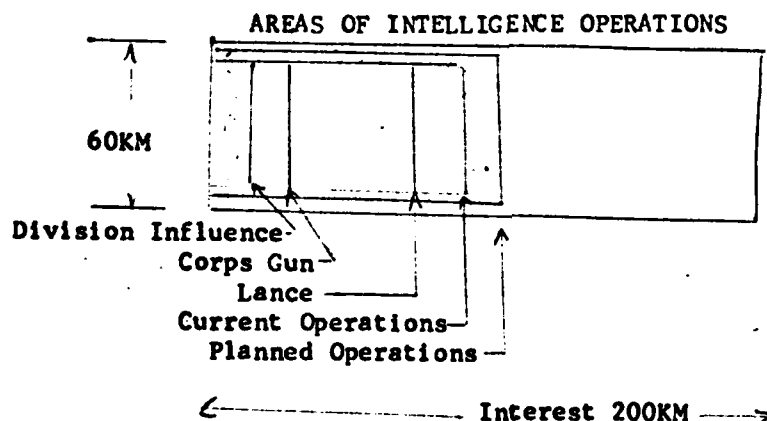 AREAS OF INTELLIGENCE OPERATIONS
60KM
Division Influence
Corps Gun
Lance
Current Operations
Planned Operations
Interest 200KM